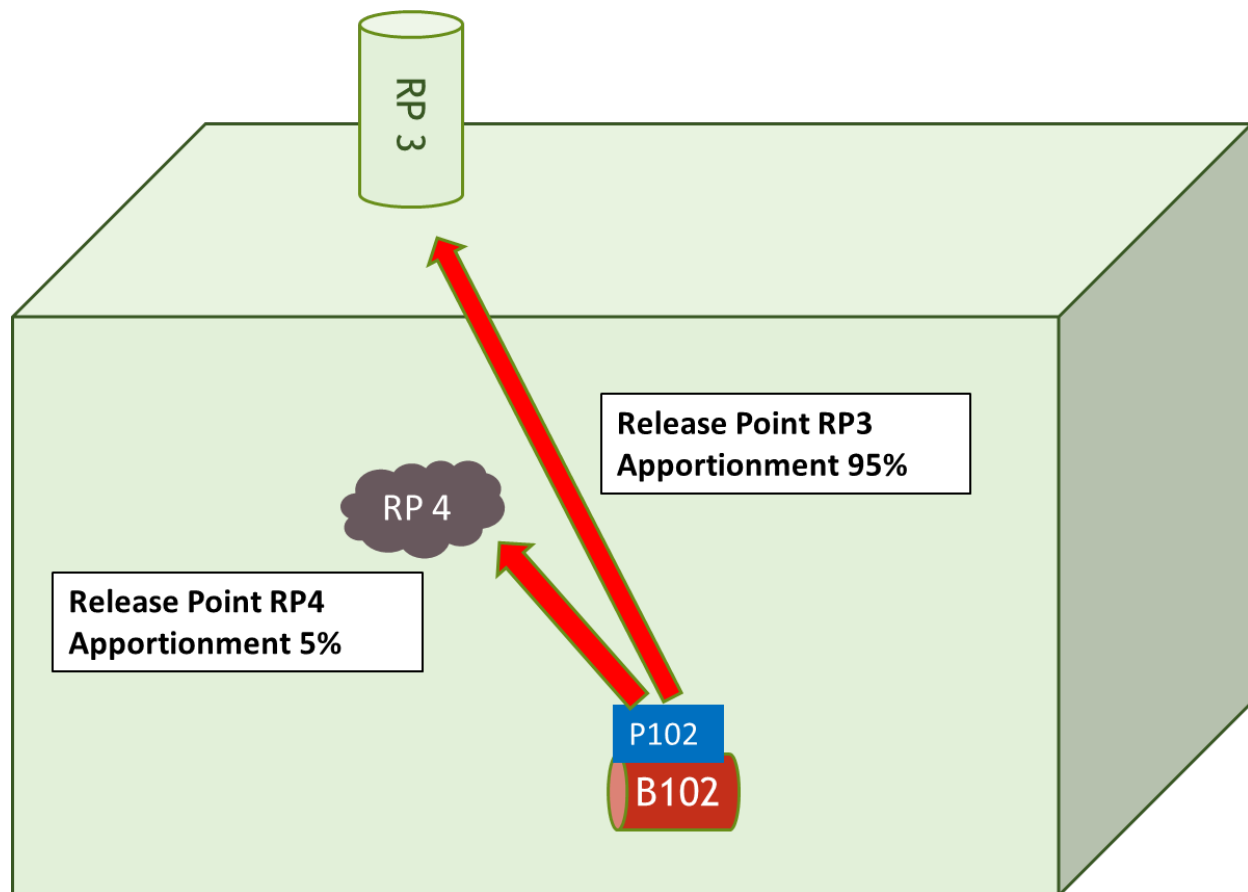 RP 3
Release Point RP3
Apportionment 95%
RP 4
Release Point RP4
Apportionment 5%
P102
B102